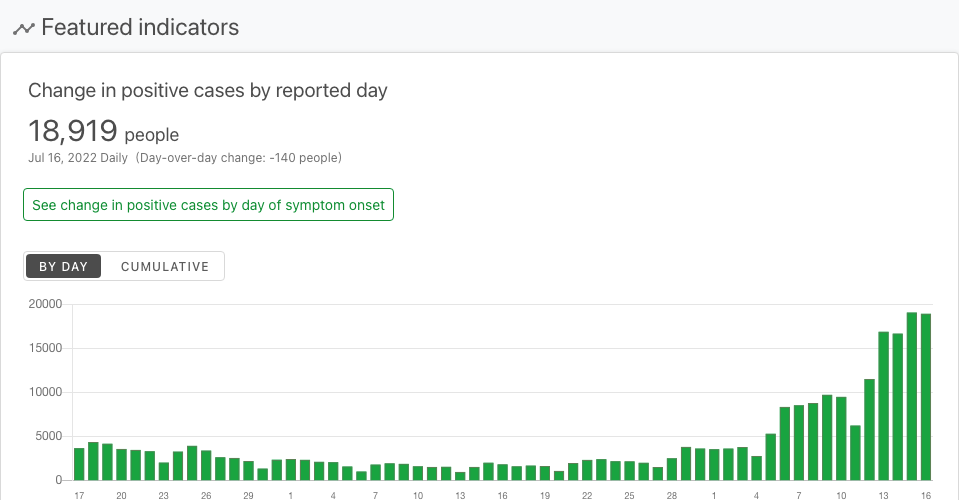 Featured indicators
Change in positive cases by reported day
18,919 people
Jul 16, 2022 Daily (Day-over-day change: -140 people)
See change in positive cases by day of symptom onset
BY DAY CUMULATIVE
20000
15000
10000
5000
0
17 20 23 26 29 1 4 7 10 13 16 19 22 25 28 1 4 7 10 13 16